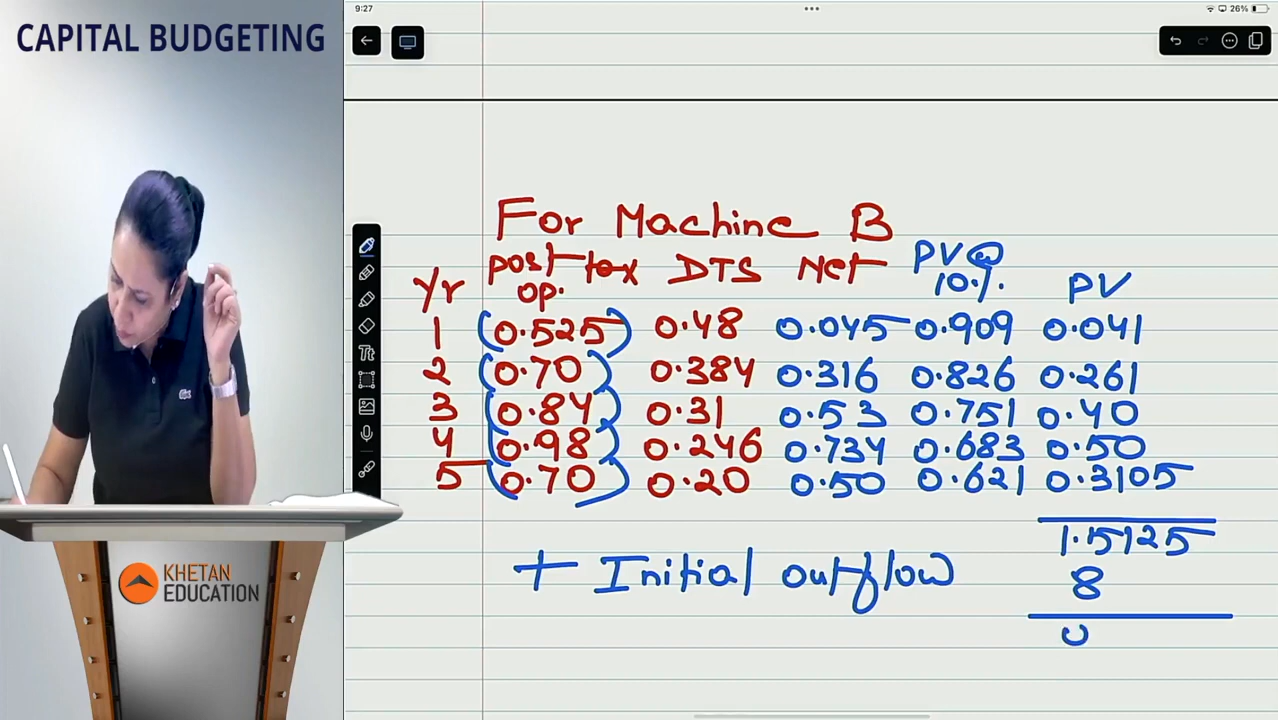 9:27
26%
CAPITAL BUDGETING
For Machine B
Yr post tax op. DTS Net PV@ 10%. PV
1 (0.525) 0.48 0.045 0.909 0.041
2 (0.70) 0.384 0.316 0.826 0.261
3 (0.84) 0.31 0.53 0.751 0.40
4 (0.98) 0.246 0.734 0.683 0.50
5 (0.70) 0.20 0.50 0.621 0.3105
1.5125
+ Initial outflow 8
Tt
KHETAN
EDUCATION